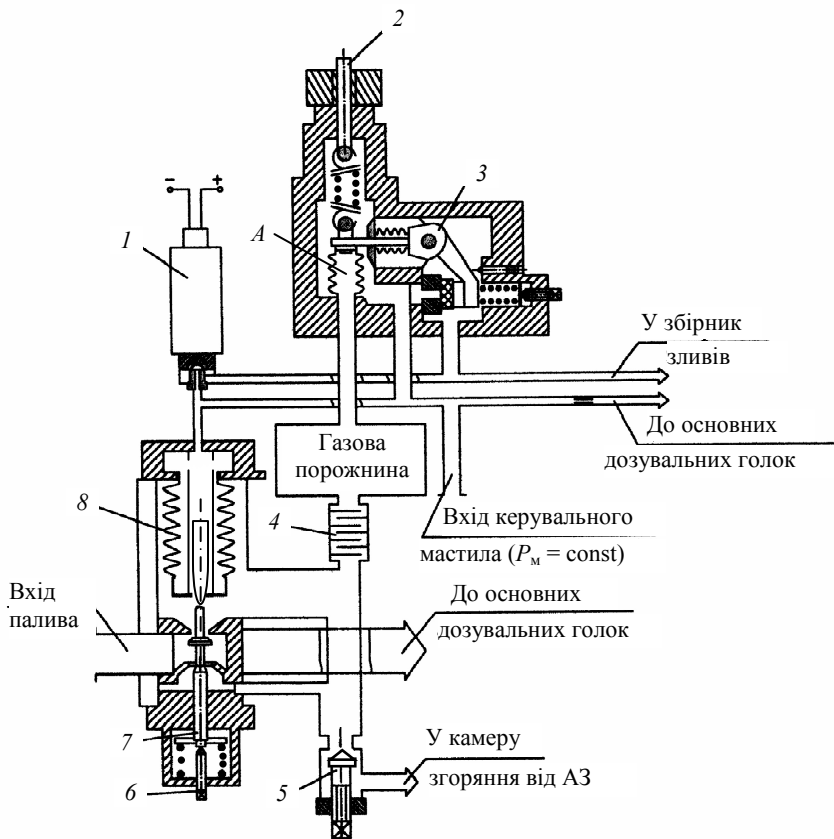 2
3
− +
1
А
У збірник
зливів
До основних
дозувальних голок
Газова
порожнина
8
4
Вхід керувального
мастила (Pм = const)
Вхід
палива
До основних
дозувальних голок
7
У камеру
згоряння від АЗ
6
5